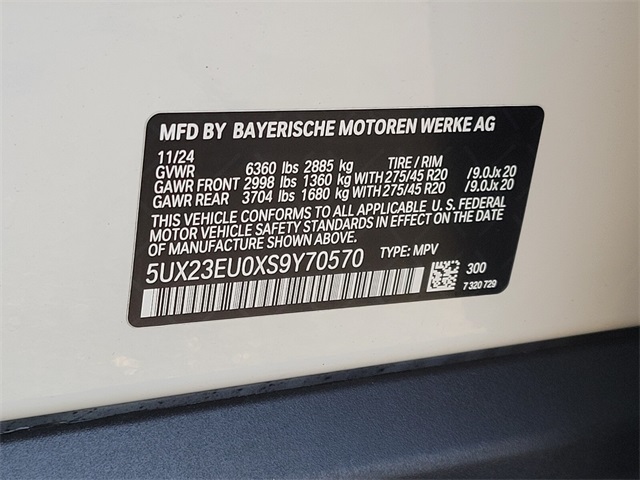 MFD BY BAYERISCHE MOTOREN WERKE AG
11/24
GVWR 6360 lbs 2885 kg TIRE / RIM
GAWR FRONT 2998 lbs 1360 kg WITH 275/45 R20 /9.0Jx20
GAWR REAR 3704 lbs 1680 kg WITH 275/45 R20 /9.0Jx20
THIS VEHICLE CONFORMS TO ALL APPLICABLE U.S. FEDERAL
MOTOR VEHICLE SAFETY STANDARDS IN EFFECT
ON THE DATE OF MANUFACTURE SHOWN ABOVE.
5UX23EU0XS9Y70570 TYPE: MPV
300
7 320 729